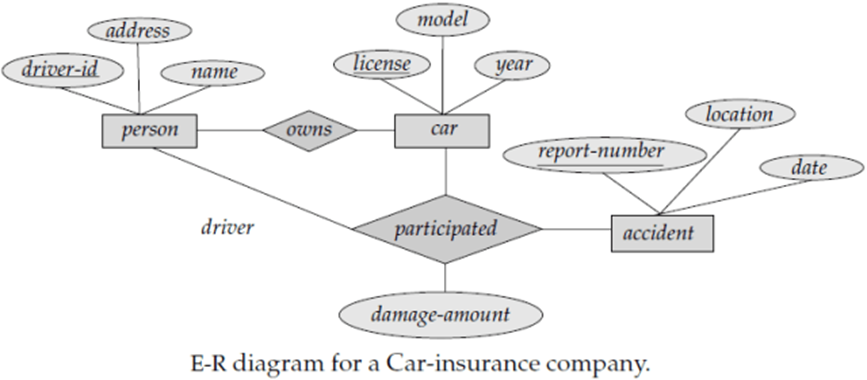 model
address
driver-id
name
license
year
person
owns
car
location
report-number
date
driver
participated
accident
damage-amount
E-R diagram for a Car-insurance company.